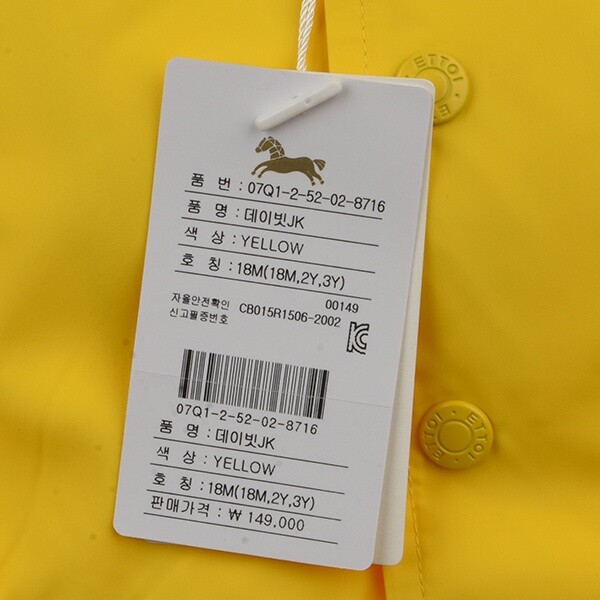 ETTOI
품 번 : 07Q1-2-52-02-8716
품 명 : 데이빗JK
색 상 : YELLOW
호 칭 : 18M(18M,2Y,3Y)
00149
자율안전확인
신고필증번호 CB015R1506-2002
07Q1-2-52-02-8716
품 명 : 데이빗JK
색 상 : YELLOW
호 칭 : 18M(18M,2Y,3Y)
판매가격 : ₩ 149.000
ETTOI · ETTOI